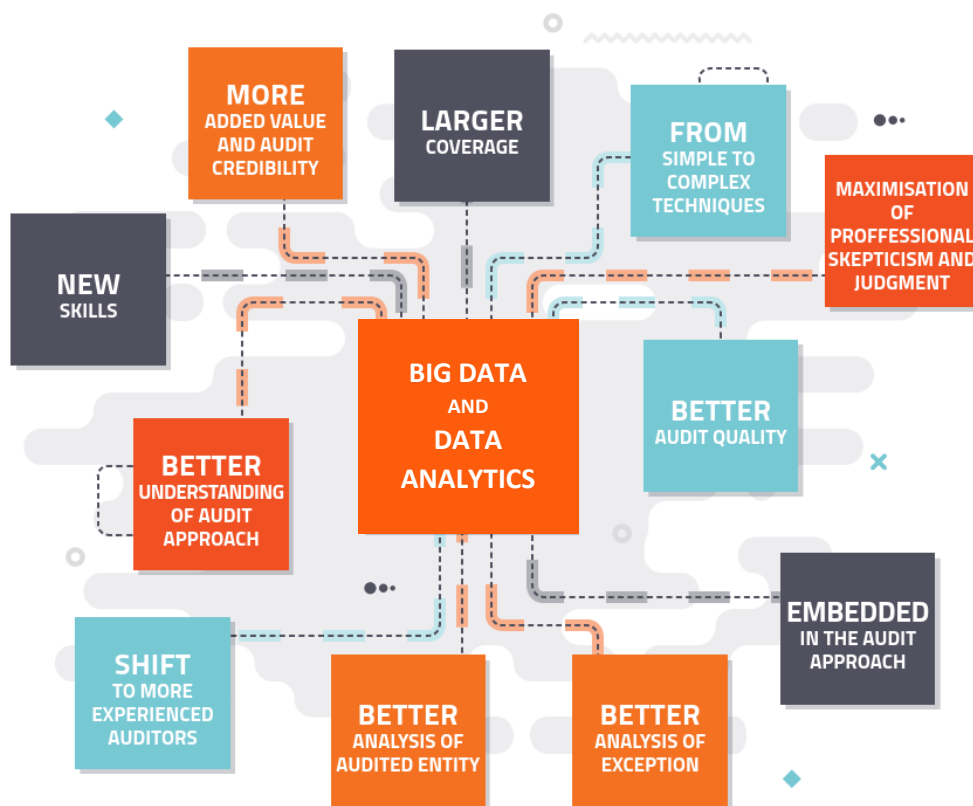 MORE
ADDED VALUE
AND AUDIT
CREDIBILITY
LARGER
COVERAGE
FROM
SIMPLE TO
COMPLEX
TECHNIQUES
MAXIMISATION
OF
PROFFESSIONAL
SKEPTICISM AND
JUDGMENT
NEW
SKILLS
BIG DATA
AND
DATA
ANALYTICS
BETTER
AUDIT QUALITY
BETTER
UNDERSTANDING
OF AUDIT
APPROACH
EMBEDDED
IN THE AUDIT
APPROACH
SHIFT
TO MORE
EXPERIENCED
AUDITORS
BETTER
ANALYSIS OF
AUDITED ENTITY
BETTER
ANALYSIS OF
EXCEPTION